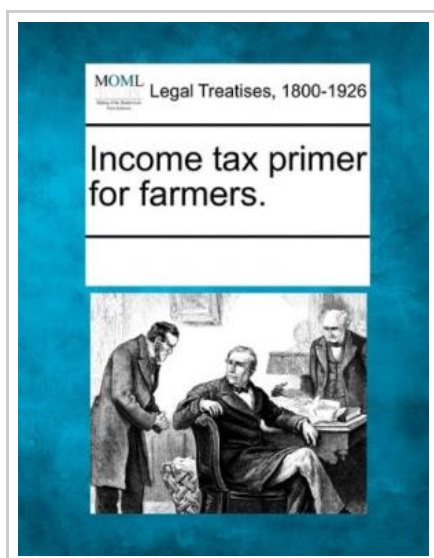 MOML
Legal Treatises, 1800-1926
Income tax primer
for farmers.